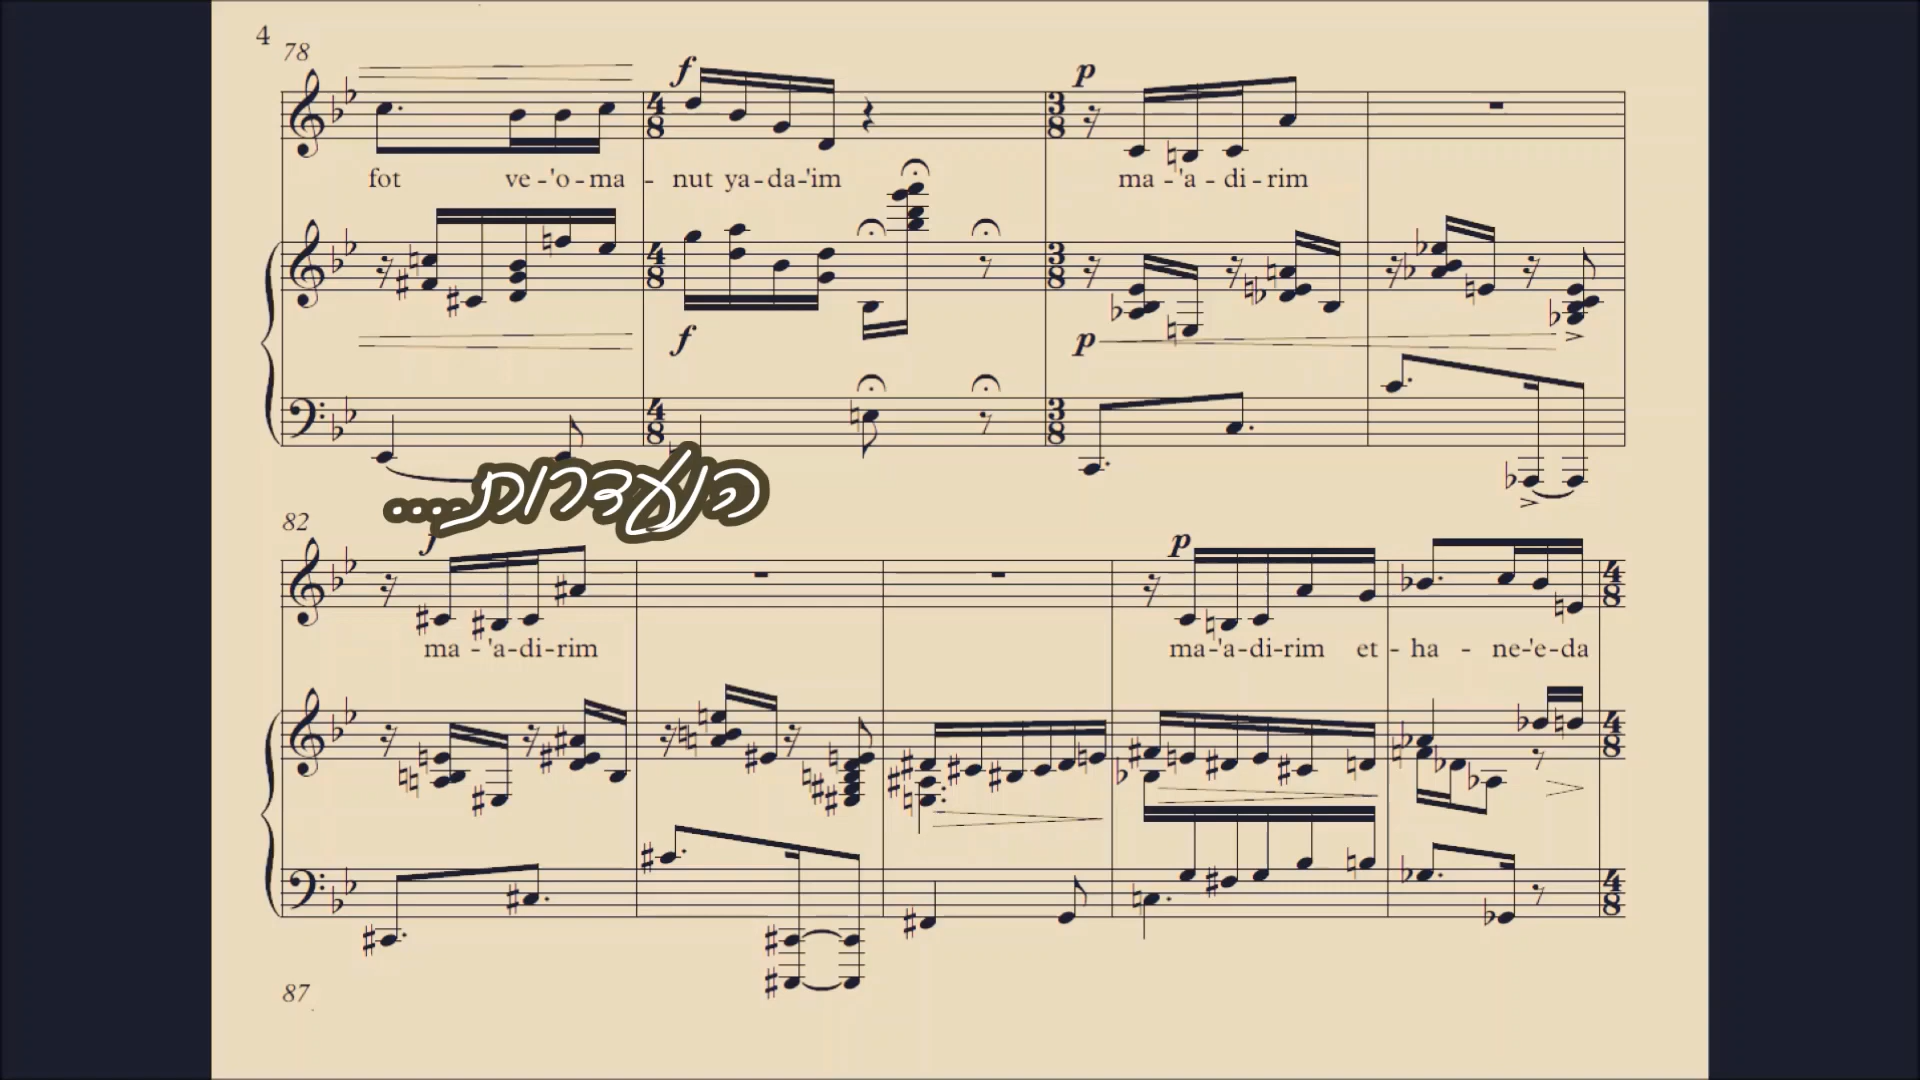 4
78
f
p
fot ve-'o-ma-nut ya-da-'im
ma-'a-di-rim
f
p
הנעדרות...
82
f
p
ma-'a-di-rim
ma-'a-di-rim et-ha-ne-'e-da
87